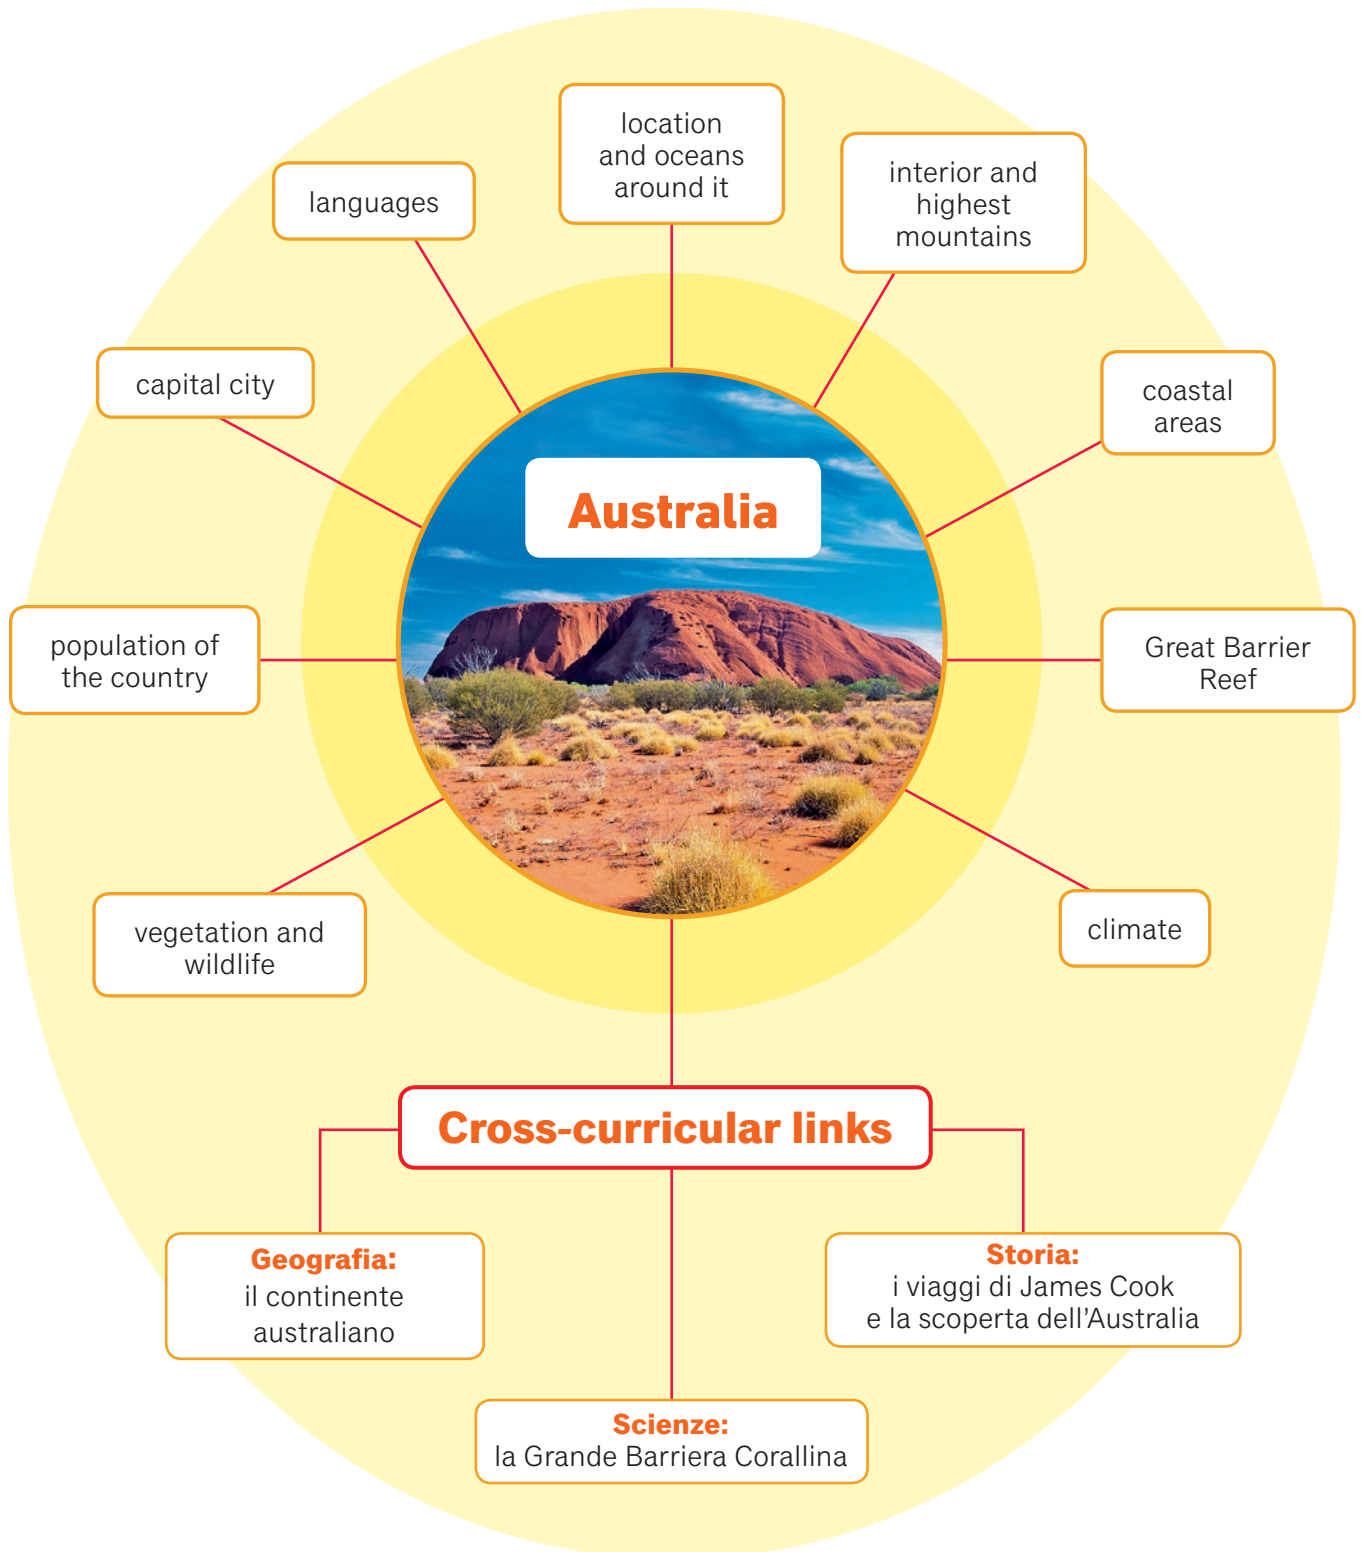 location
and oceans
around it
interior and
highest
mountains
languages
capital city
coastal
areas
Australia
population of
the country
Great Barrier
Reef
vegetation and
wildlife
climate
Cross-curricular links
Geografia:
il continente
australiano
Storia:
i viaggi di James Cook
e la scoperta dell’Australia
Scienze:
la Grande Barriera Corallina